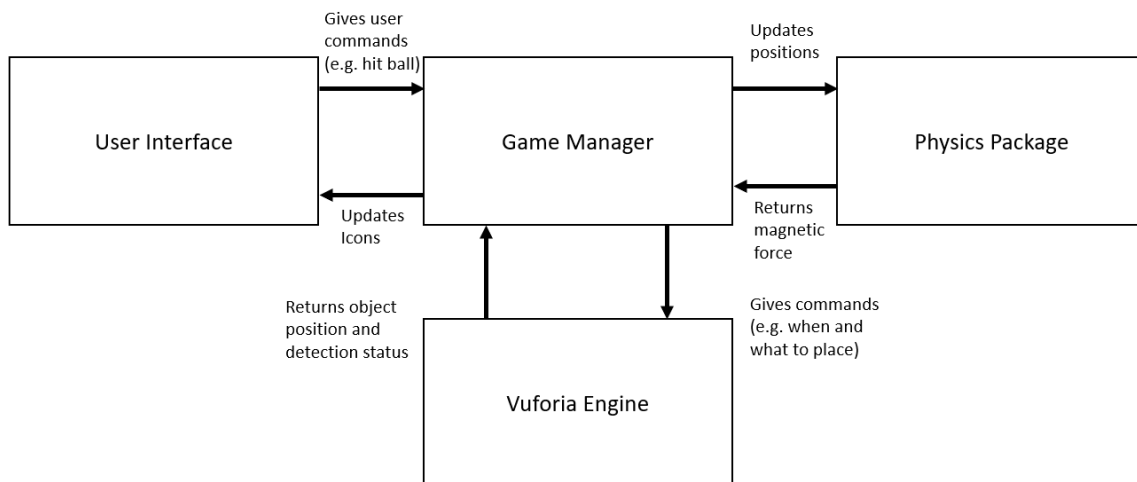 Gives user
commands
(e.g. hit ball)
Updates
positions
User Interface
Game Manager
Physics Package
Updates
Icons
Returns
magnetic
force
Returns object
position and
detection status
Gives commands
(e.g. when and
what to place)
Vuforia Engine